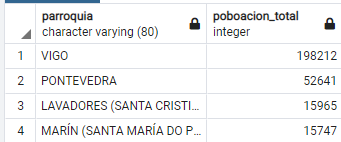 parroquia poboacion_total
character varying (80) integer
1 VIGO 198212
2 PONTEVEDRA 52641
3 LAVADORES (SANTA CRISTI... 15965
4 MARÍN (SANTA MARÍA DO P... 15747